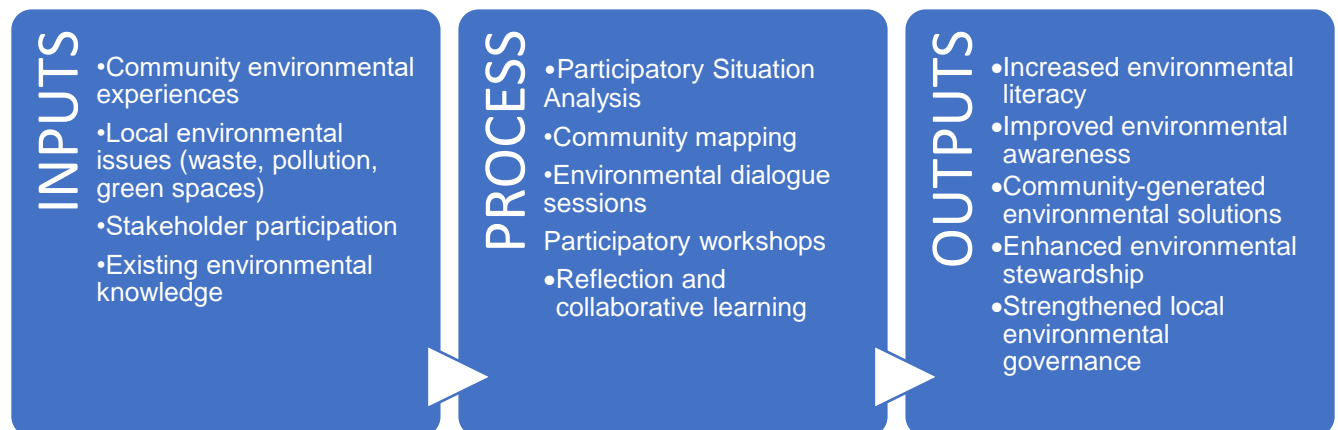 INPUTS
•Community environmental
experiences
•Local environmental
issues (waste, pollution,
green spaces)
•Stakeholder participation
•Existing environmental
knowledge
PROCESS
•Participatory Situation
Analysis
•Community mapping
•Environmental dialogue
sessions
Participatory workshops
•Reflection and
collaborative learning
OUTPUTS
•Increased environmental
literacy
•Improved environmental
awareness
•Community-generated
environmental solutions
•Enhanced environmental
stewardship
•Strengthened local
environmental
governance